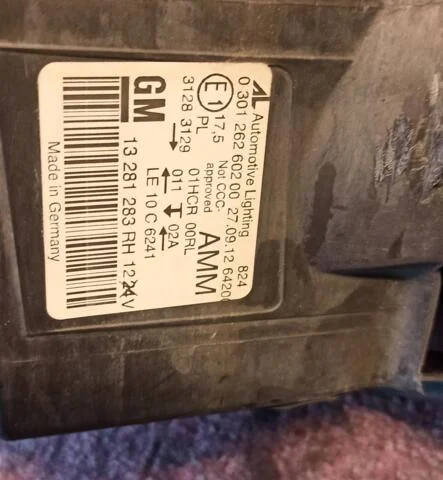 AL Automotive Lighting 824
0 301 262 602 00 27.09.12 6420
E1 17,5 Not CCC-
PL approved AMM
3128 3129 01HCR 00RL
→ ← 011 ↕ 02A ←
GM LE 10 C 6241
13 281 283 RH 12 24V
Made in Germany